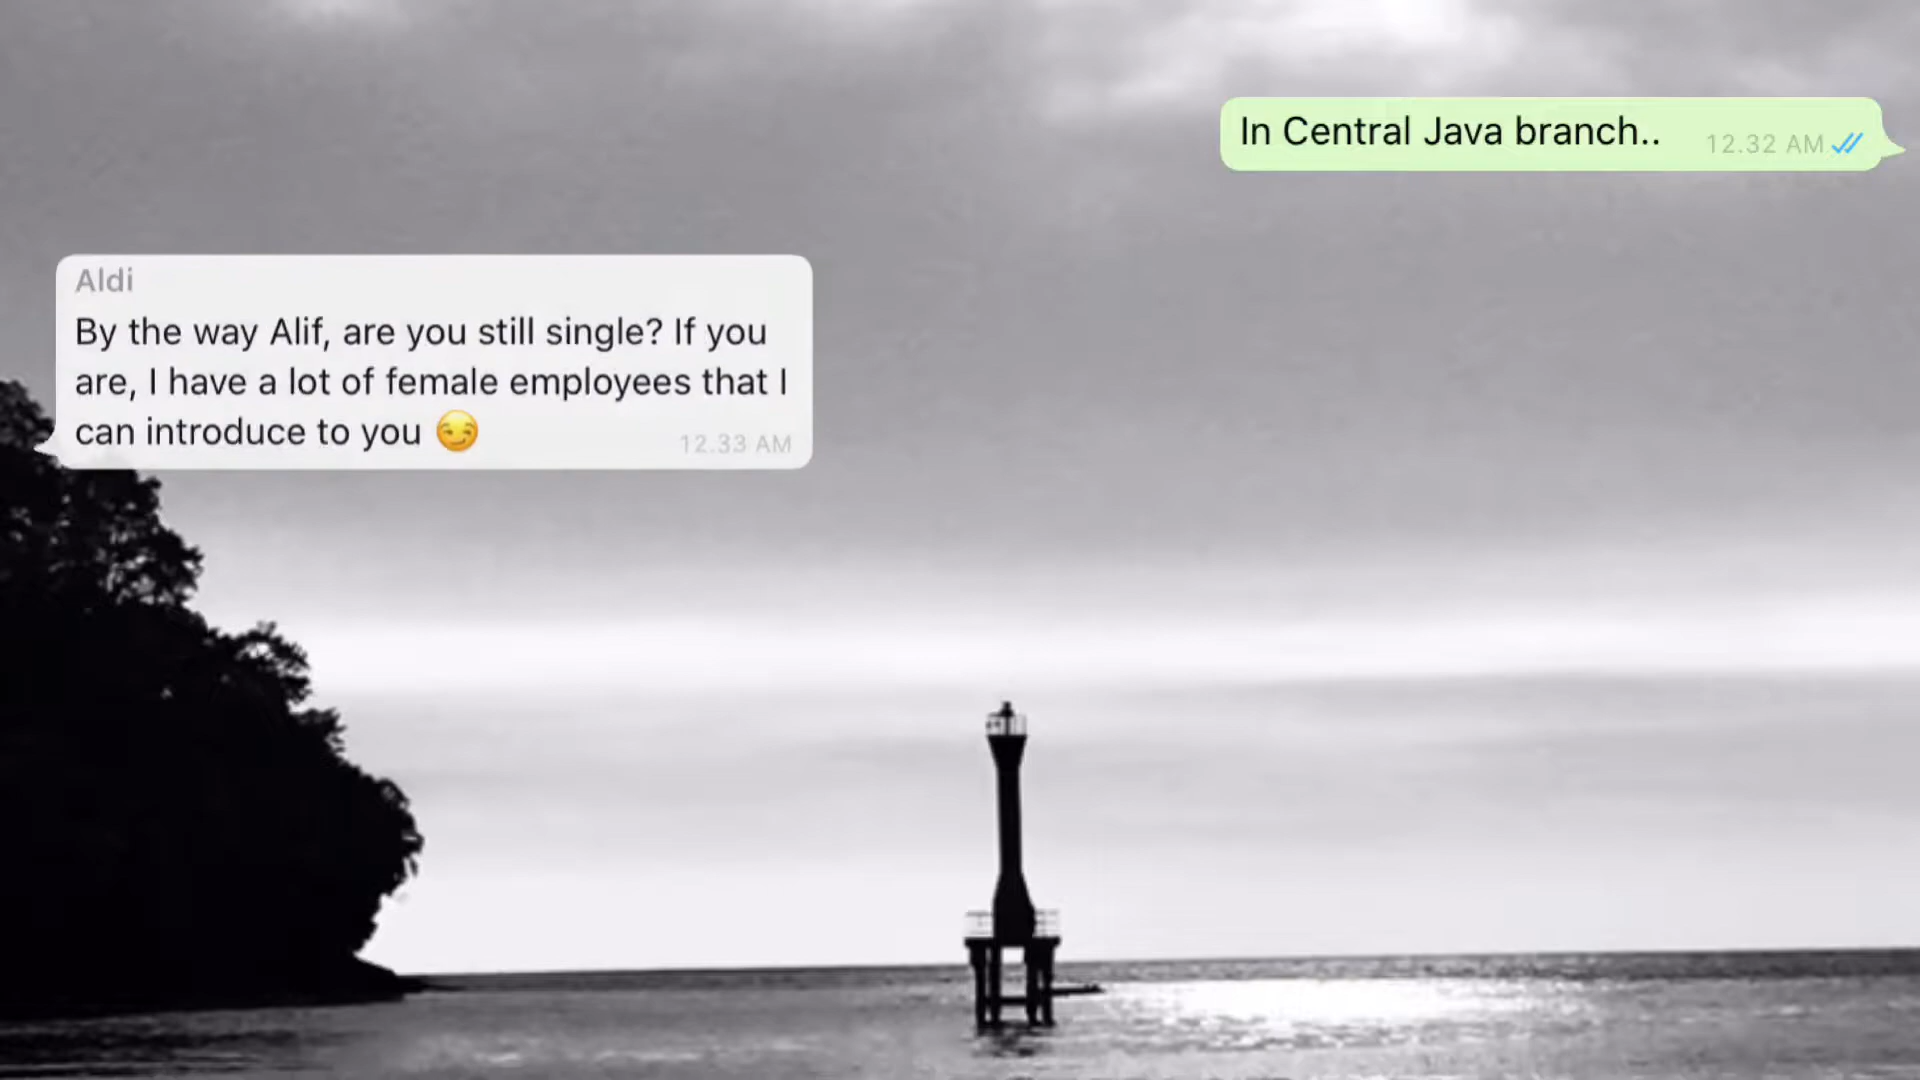 In Central Java branch..
12.32 AM
Aldi
By the way Alif, are you still single? If you
are, I have a lot of female employees that I
can introduce to you 😏
12.33 AM